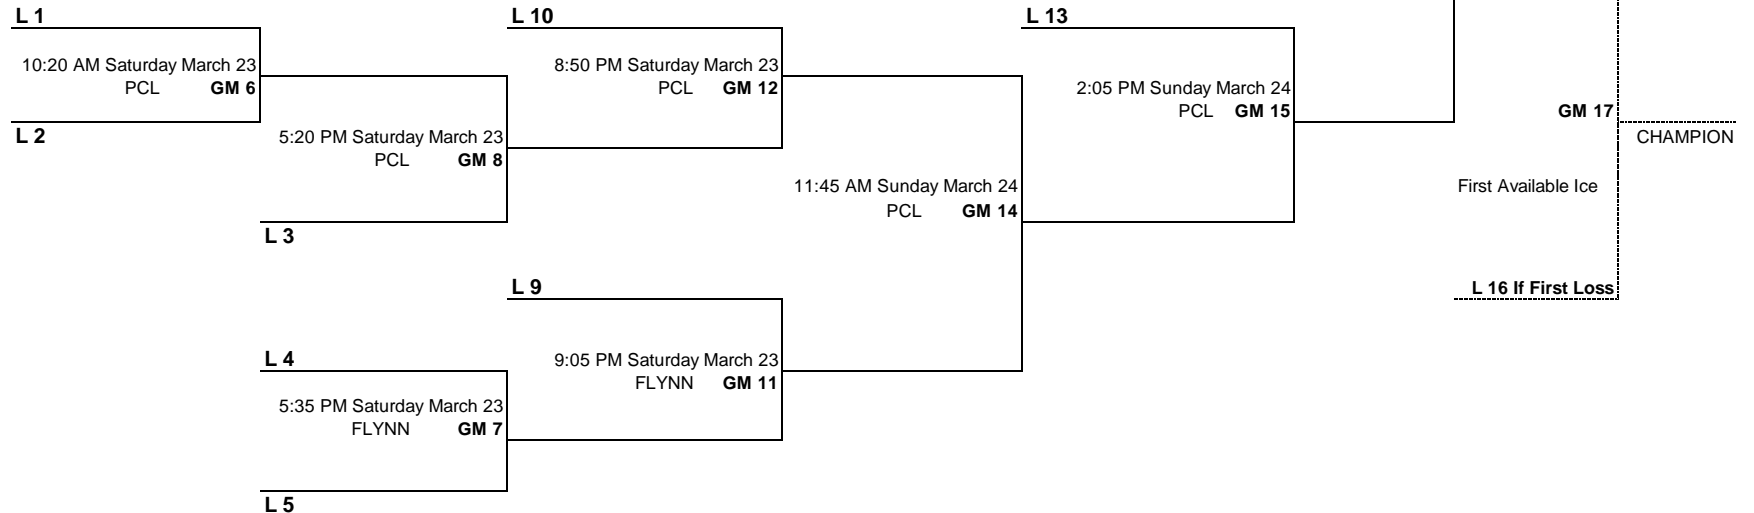 L 1
L 10
L 13
10:20 AM Saturday March 23
PCL GM 6
8:50 PM Saturday March 23
PCL GM 12
2:05 PM Sunday March 24
PCL GM 15
GM 17
L 2
5:20 PM Saturday March 23
PCL GM 8
CHAMPION
11:45 AM Sunday March 24
PCL GM 14
First Available Ice
L 3
L 9
L 16 If First Loss
L 4
9:05 PM Saturday March 23
FLYNN GM 11
5:35 PM Saturday March 23
FLYNN GM 7
L 5